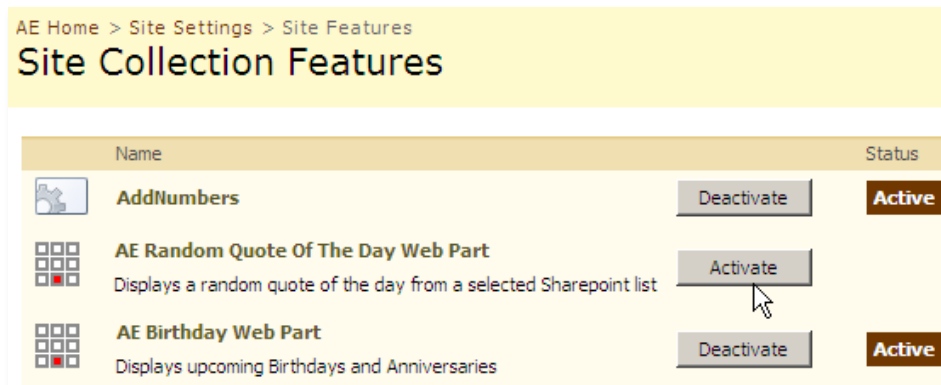 AE Home > Site Settings > Site Features
Site Collection Features
Name Status
AddNumbers Deactivate Active
AE Random Quote Of The Day Web Part
Activate
Displays a random quote of the day from a selected Sharepoint list
AE Birthday Web Part
Deactivate Active
Displays upcoming Birthdays and Anniversaries